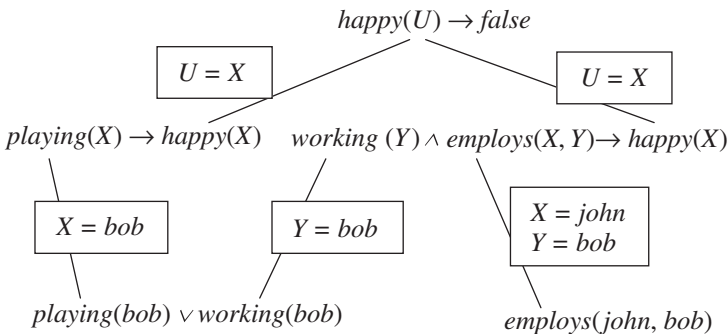 happy(U) → false
U = X
U = X
playing(X) → happy(X)
working (Y) ∧ employs(X, Y)→ happy(X)
X = bob
Y = bob
X = john
Y = bob
playing(bob) ∨ working(bob)
employs(john, bob)